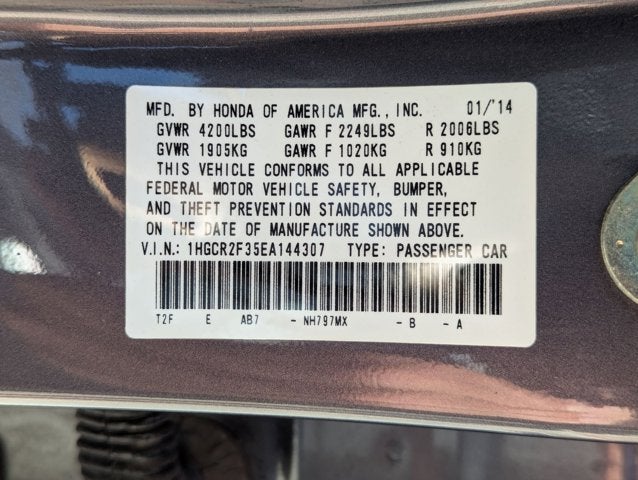 MFD. BY HONDA OF AMERICA MFG., INC. 01/'14
GVWR 4200LBS GAWR F 2249LBS R 2006LBS
GVWR 1905KG GAWR F 1020KG R 910KG
THIS VEHICLE CONFORMS TO ALL APPLICABLE
FEDERAL MOTOR VEHICLE SAFETY, BUMPER,
AND THEFT PREVENTION STANDARDS IN EFFECT
ON THE DATE OF MANUFACTURE SHOWN ABOVE.
V.I.N.: 1HGCR2F35EA144307 TYPE: PASSENGER CAR
T2F E AB7 - NH797MX - B - A